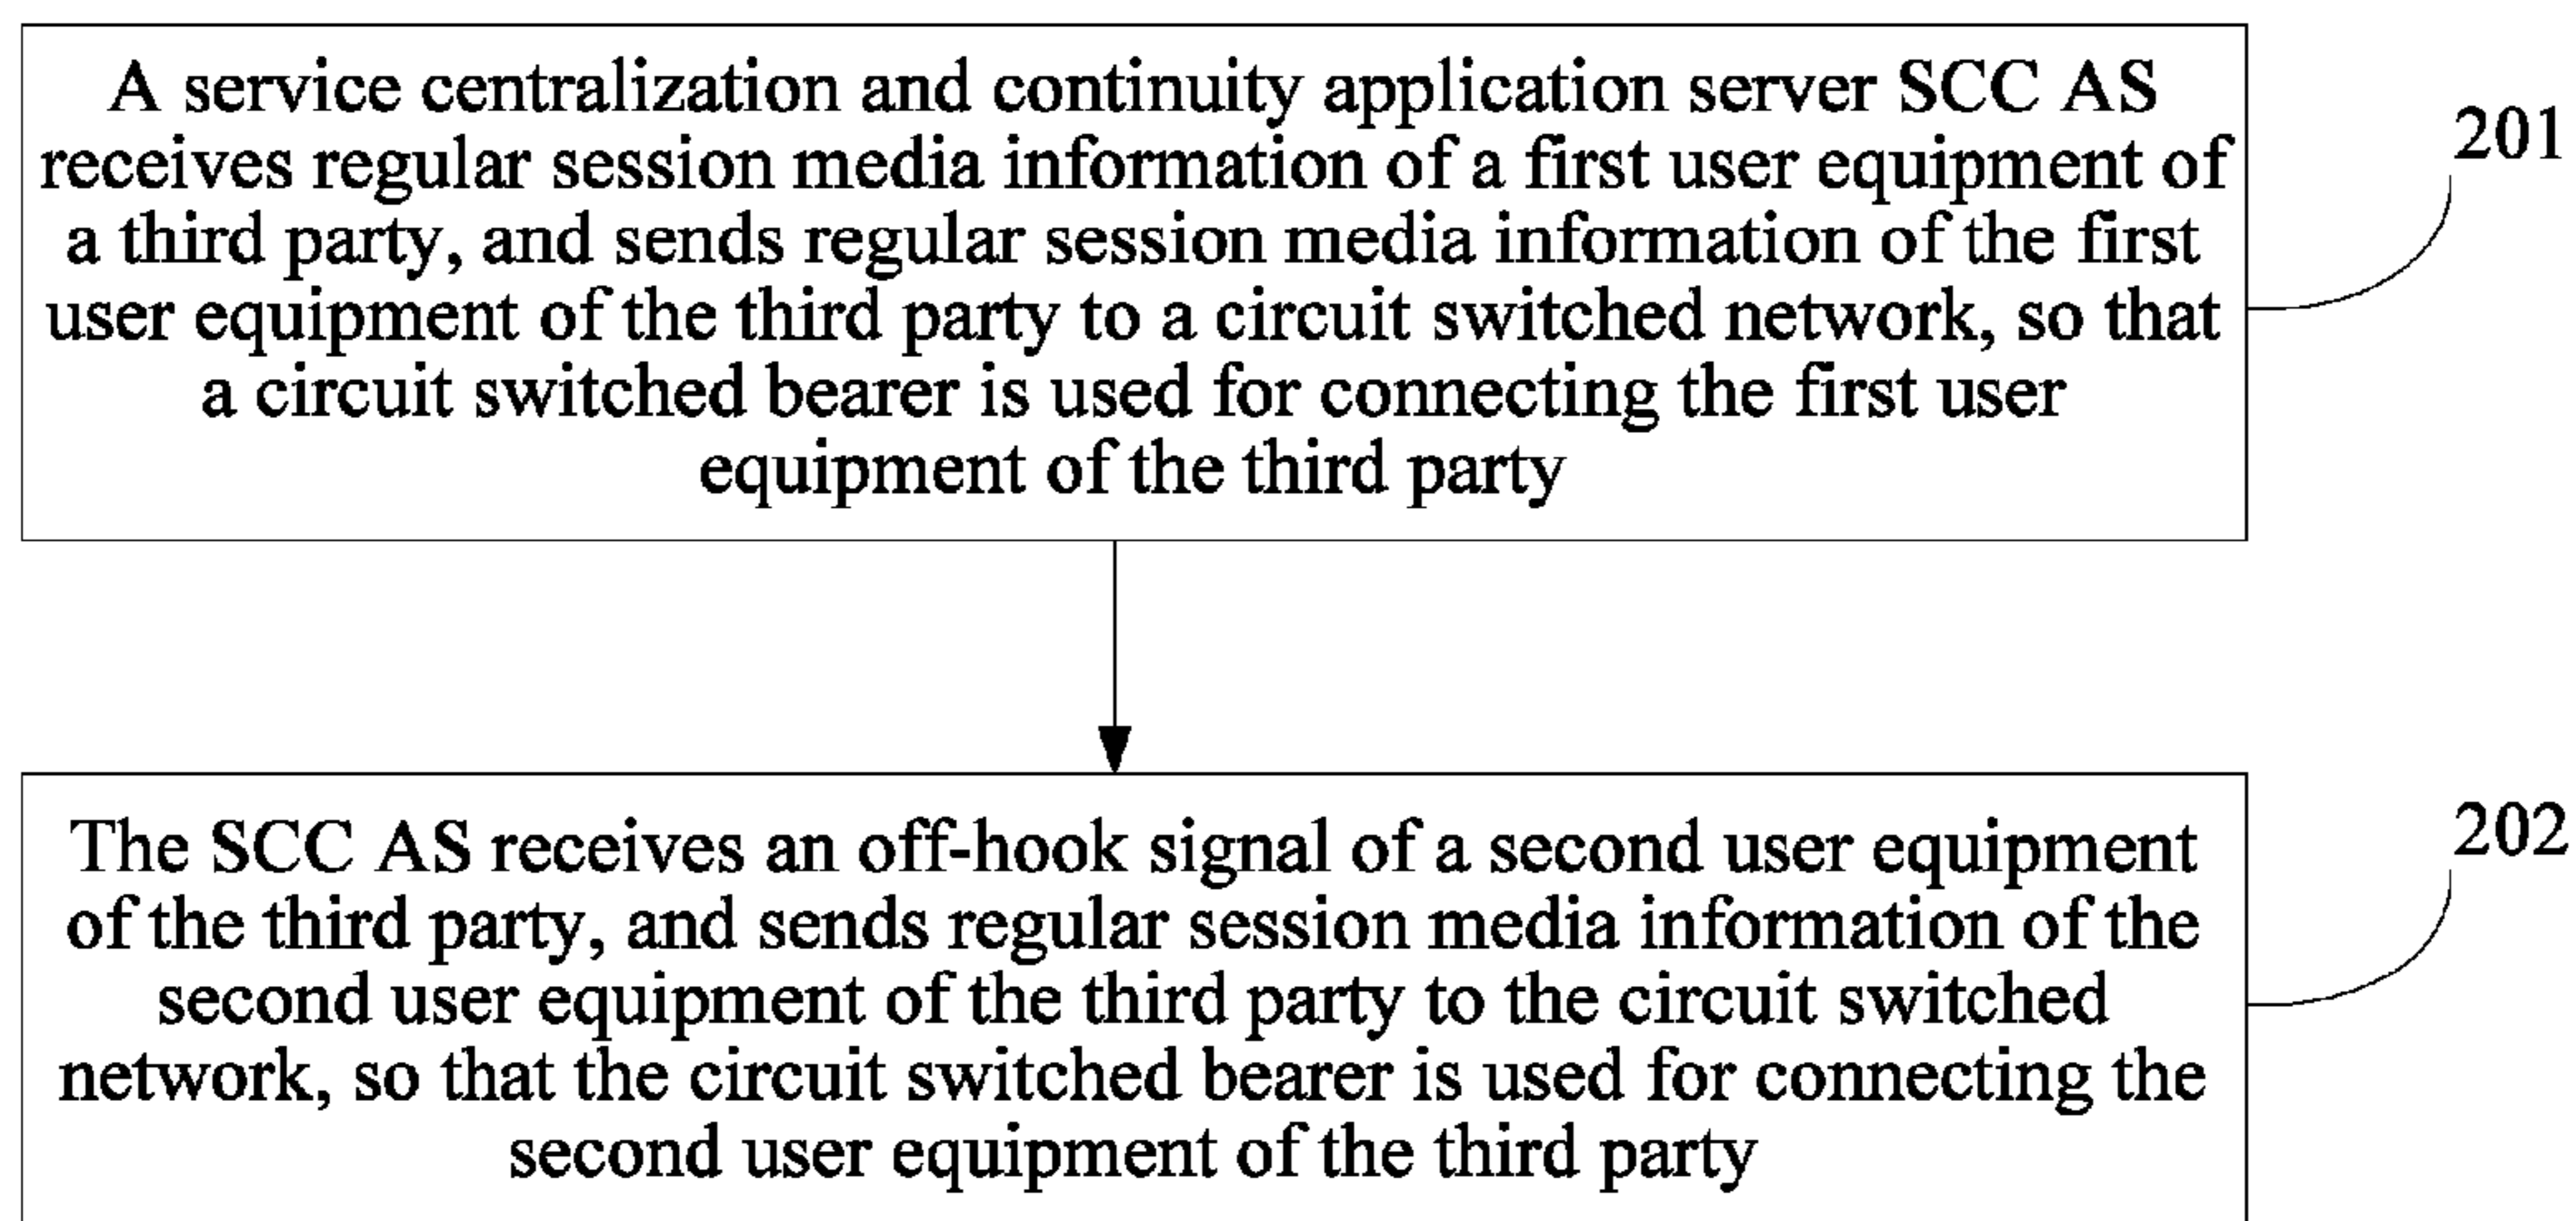 A service centralization and continuity application server SCC AS
receives regular session media information of a first user equipment of
a third party, and sends regular session media information of the first
user equipment of the third party to a circuit switched network, so that
a circuit switched bearer is used for connecting the first user
equipment of the third party
201
The SCC AS receives an off-hook signal of a second user equipment
of the third party, and sends regular session media information of the
second user equipment of the third party to the circuit switched
network, so that the circuit switched bearer is used for connecting the
second user equipment of the third party
202